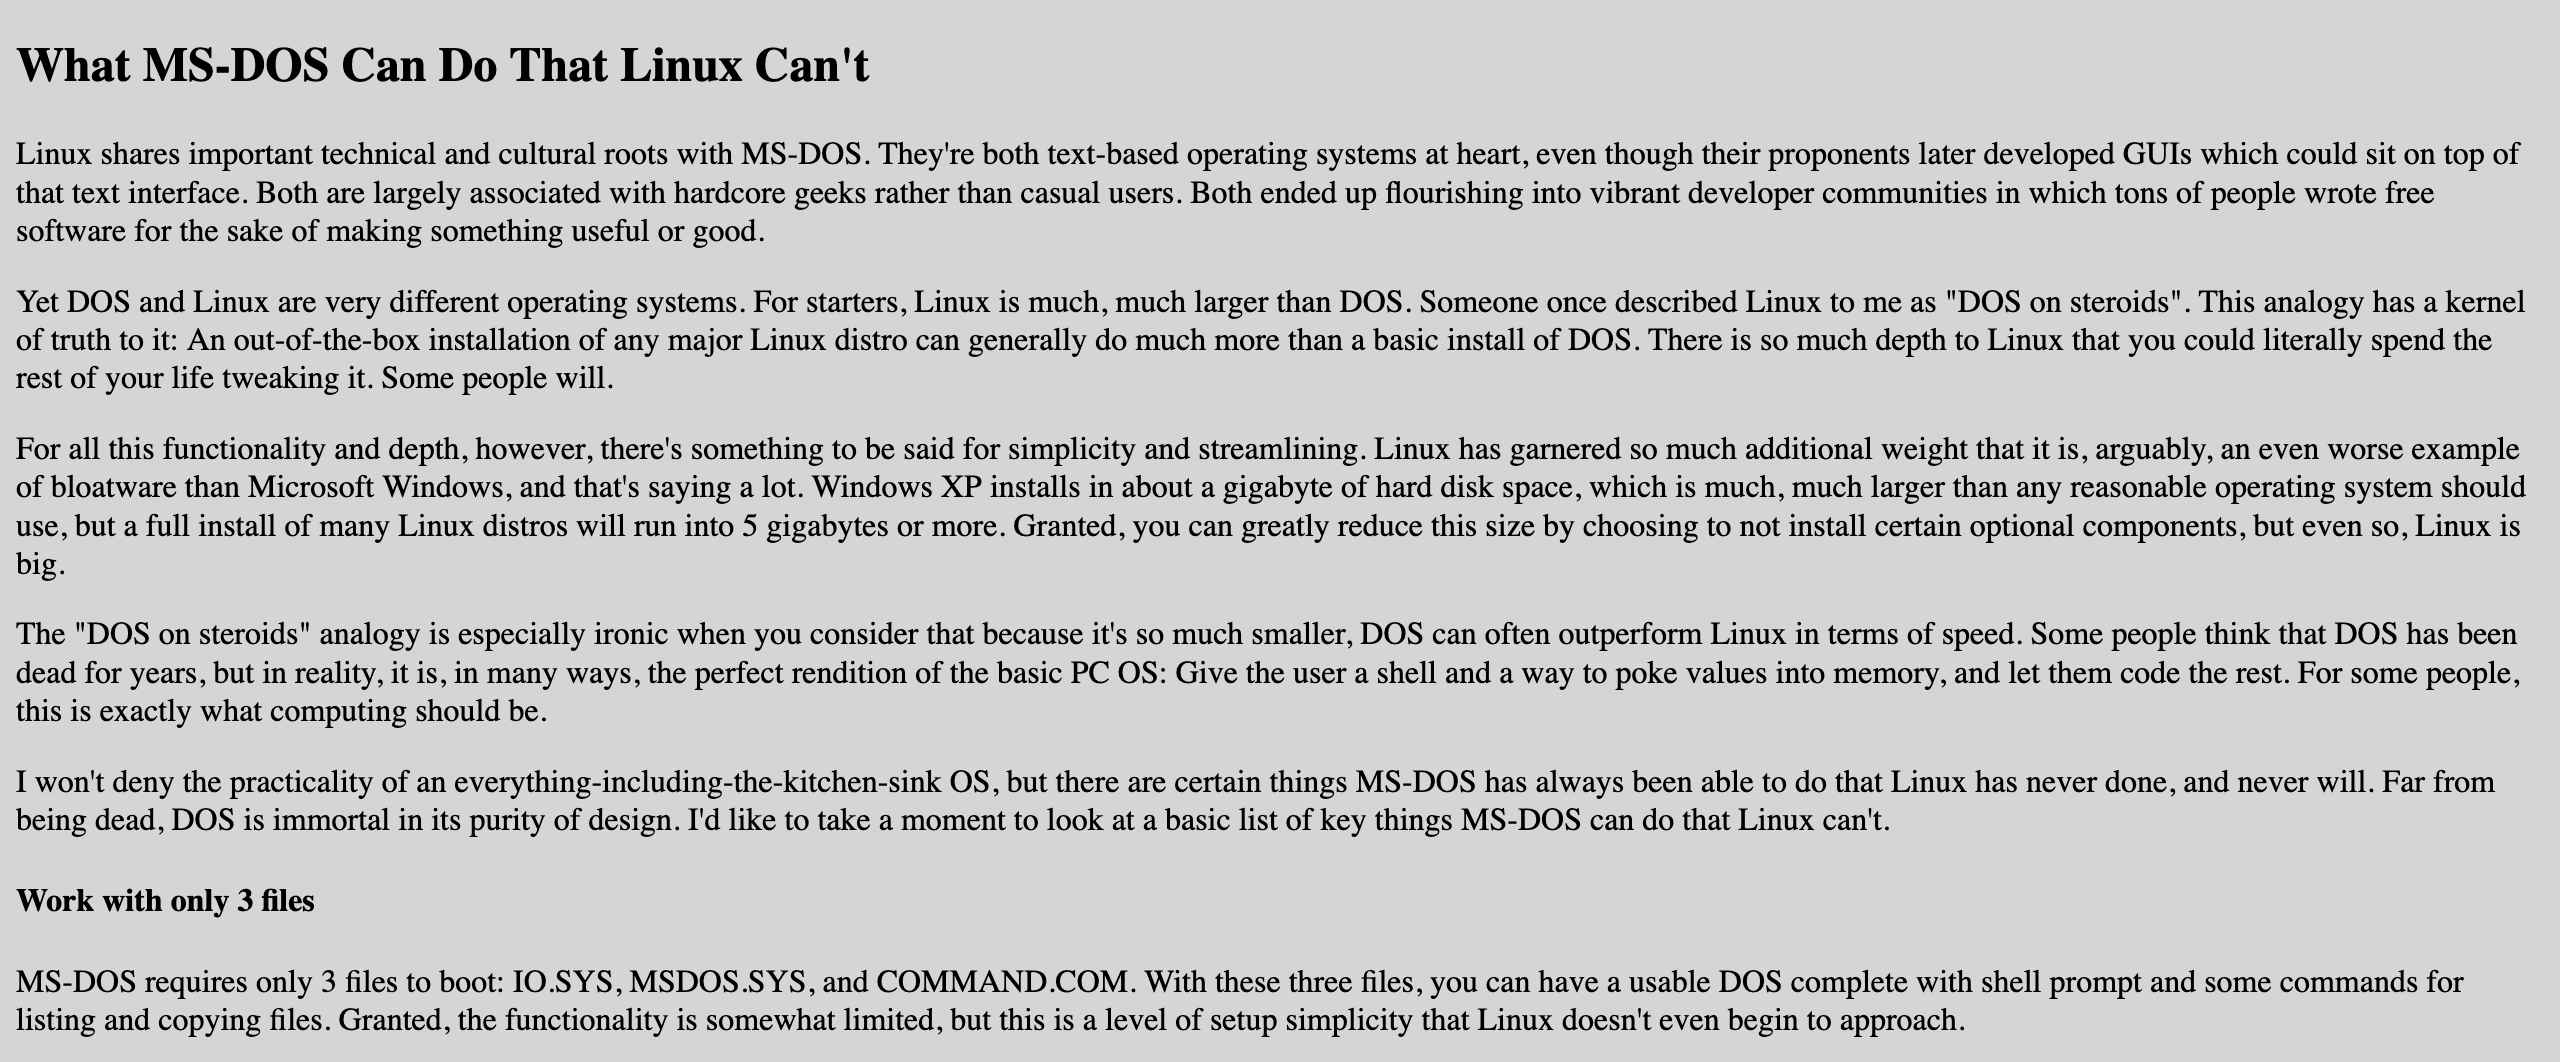 What MS-DOS Can Do That Linux Can't
Linux shares important technical and cultural roots with MS-DOS. They're both text-based operating systems at heart, even though their proponents later developed GUIs which could sit on top of
that text interface. Both are largely associated with hardcore geeks rather than casual users. Both ended up flourishing into vibrant developer communities in which tons of people wrote free
software for the sake of making something useful or good.
Yet DOS and Linux are very different operating systems. For starters, Linux is much, much larger than DOS. Someone once described Linux to me as "DOS on steroids". This analogy has a kernel
of truth to it: An out-of-the-box installation of any major Linux distro can generally do much more than a basic install of DOS. There is so much depth to Linux that you could literally spend the
rest of your life tweaking it. Some people will.
For all this functionality and depth, however, there's something to be said for simplicity and streamlining. Linux has garnered so much additional weight that it is, arguably, an even worse example
of bloatware than Microsoft Windows, and that's saying a lot. Windows XP installs in about a gigabyte of hard disk space, which is much, much larger than any reasonable operating system should
use, but a full install of many Linux distros will run into 5 gigabytes or more. Granted, you can greatly reduce this size by choosing to not install certain optional components, but even so, Linux is
big.
The "DOS on steroids" analogy is especially ironic when you consider that because it's so much smaller, DOS can often outperform Linux in terms of speed. Some people think that DOS has been
dead for years, but in reality, it is, in many ways, the perfect rendition of the basic PC OS: Give the user a shell and a way to poke values into memory, and let them code the rest. For some people,
this is exactly what computing should be.
I won't deny the practicality of an everything-including-the-kitchen-sink OS, but there are certain things MS-DOS has always been able to do that Linux has never done, and never will. Far from
being dead, DOS is immortal in its purity of design. I'd like to take a moment to look at a basic list of key things MS-DOS can do that Linux can't.
Work with only 3 files
MS-DOS requires only 3 files to boot: IO.SYS, MSDOS.SYS, and COMMAND.COM. With these three files, you can have a usable DOS complete with shell prompt and some commands for
listing and copying files. Granted, the functionality is somewhat limited, but this is a level of setup simplicity that Linux doesn't even begin to approach.